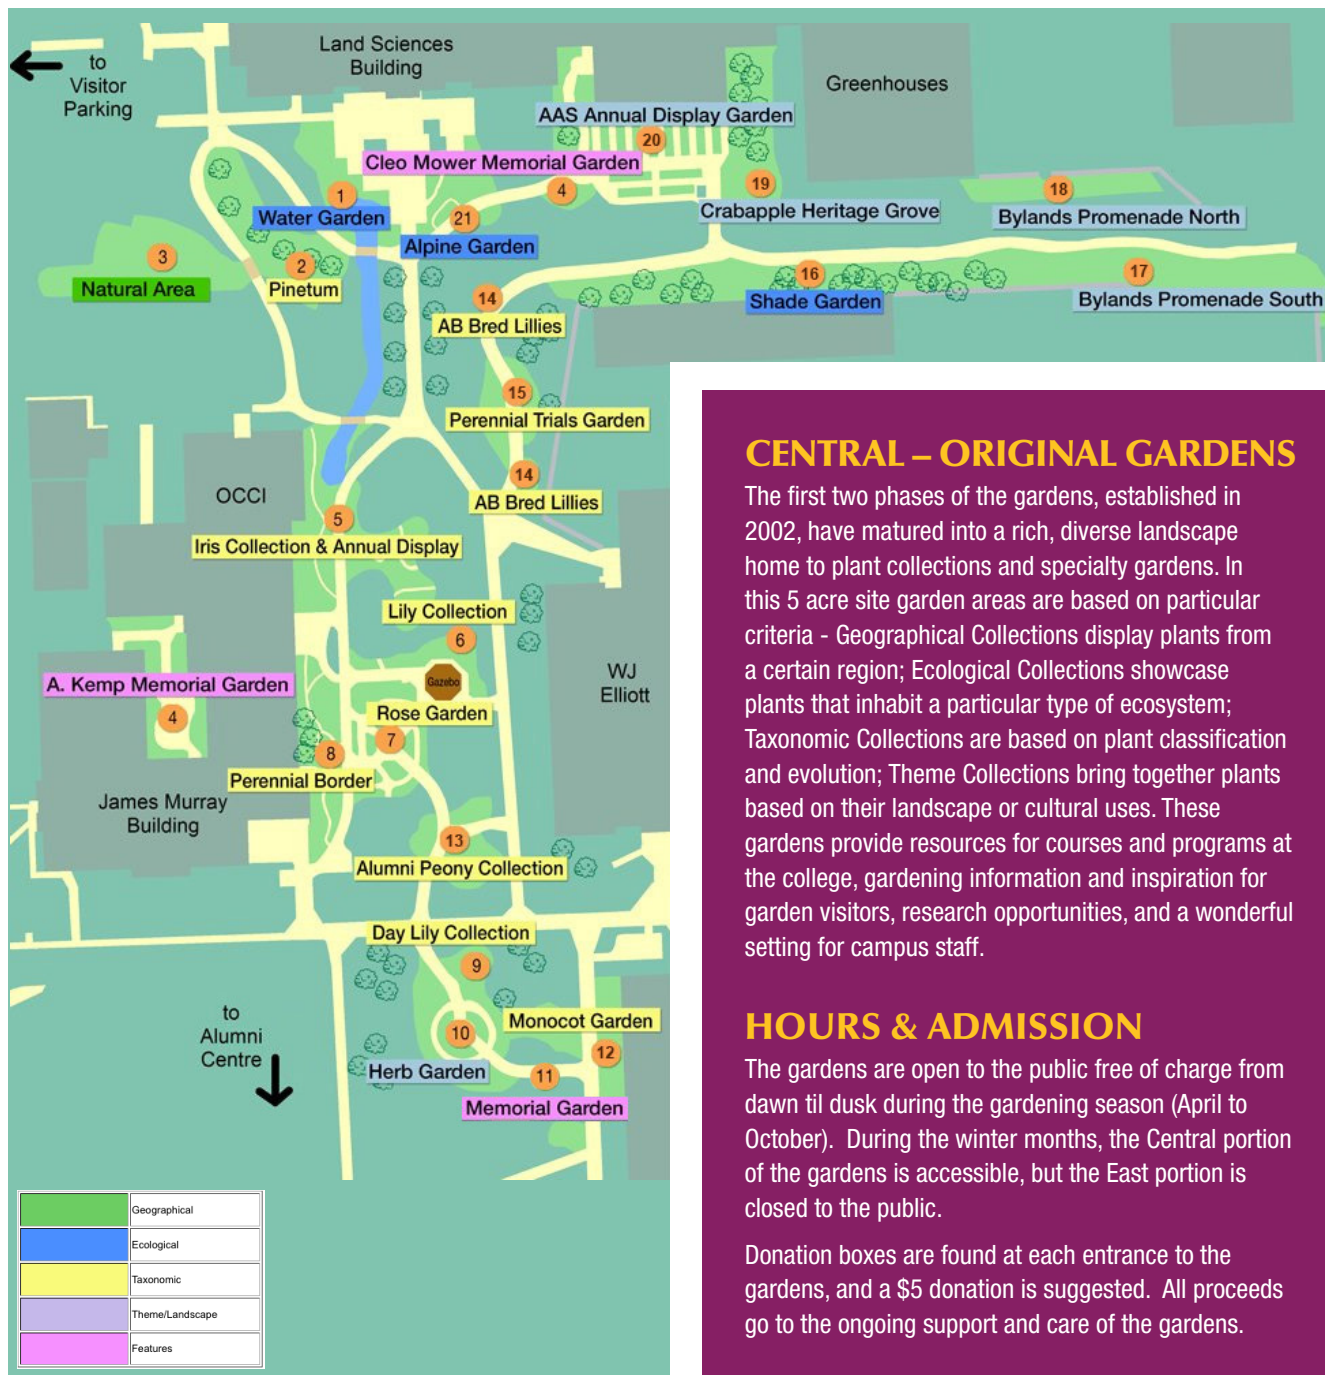 to
Visitor
Parking
Land Sciences
Building
Greenhouses
AAS Annual Display Garden
20
Cleo Mower Memorial Garden
4
1
Water Garden
21
Alpine Garden
19
Crabapple Heritage Grove
18
Bylands Promenade North
3
Natural Area
2
Pinetum
14
AB Bred Lillies
16
Shade Garden
17
Bylands Promenade South
15
Perennial Trials Garden
14
AB Bred Lillies
OCCI
5
Iris Collection & Annual Display
Lily Collection
6
Gazebo
WJ
Elliott
A. Kemp Memorial Garden
4
Rose Garden
7
8
Perennial Border
James Murray
Building
13
Alumni Peony Collection
Day Lily Collection
9
to
Alumni
Centre
10
Herb Garden
Monocot Garden
12
11
Memorial Garden
Geographical
Ecological
Taxonomic
Theme/Landscape
Features
CENTRAL – ORIGINAL GARDENS
The first two phases of the gardens, established in
2002, have matured into a rich, diverse landscape
home to plant collections and specialty gardens. In
this 5 acre site garden areas are based on particular
criteria - Geographical Collections display plants from
a certain region; Ecological Collections showcase
plants that inhabit a particular type of ecosystem;
Taxonomic Collections are based on plant classification
and evolution; Theme Collections bring together plants
based on their landscape or cultural uses. These
gardens provide resources for courses and programs at
the college, gardening information and inspiration for
garden visitors, research opportunities, and a wonderful
setting for campus staff.
HOURS & ADMISSION
The gardens are open to the public free of charge from
dawn til dusk during the gardening season (April to
October). During the winter months, the Central portion
of the gardens is accessible, but the East portion is
closed to the public.
Donation boxes are found at each entrance to the
gardens, and a $5 donation is suggested. All proceeds
go to the ongoing support and care of the gardens.